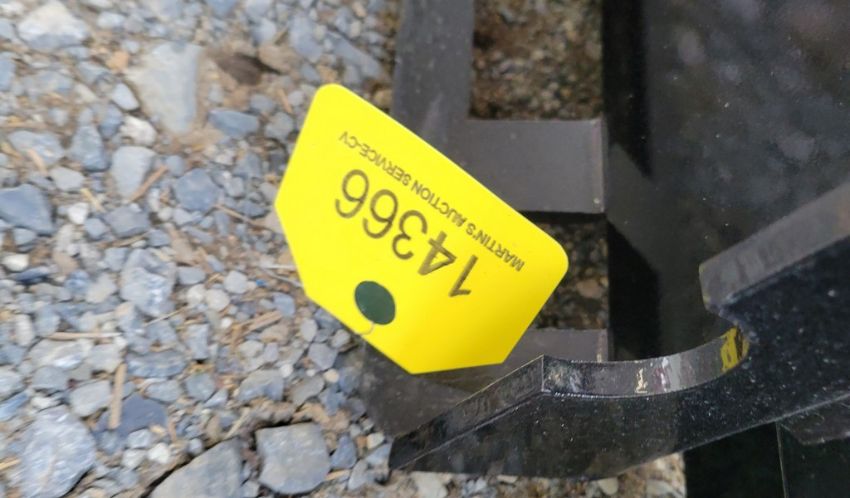 14366
MARTIN'S AUCTION SERVICE-CV